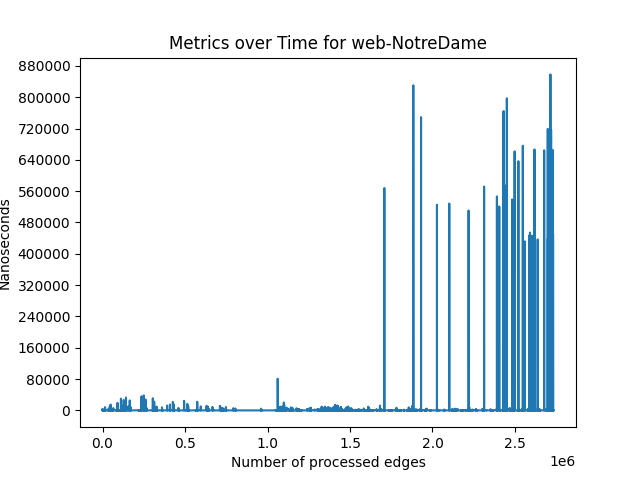 Metrics over Time for web-NotreDame
880000
800000
720000
640000
560000
480000
400000
320000
240000
160000
80000
0
Nanoseconds
0.0 0.5 1.0 1.5 2.0 2.5
1e6
Number of processed edges